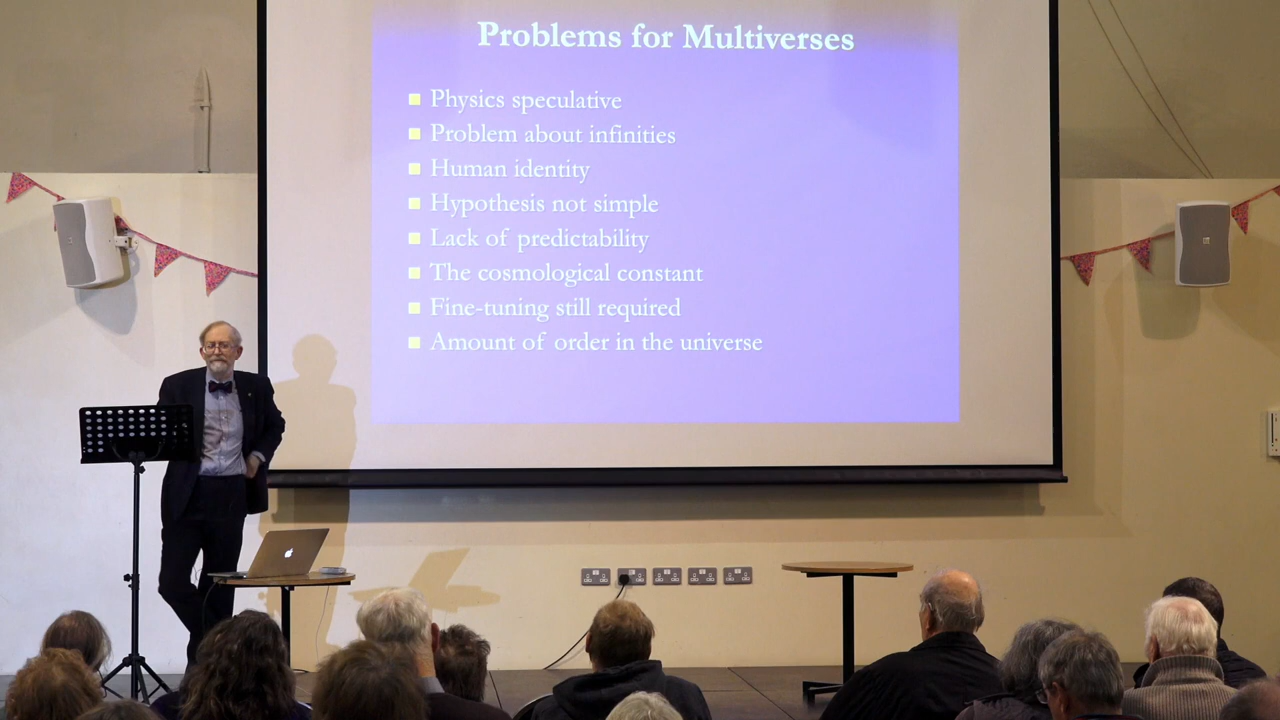 Problems for Multiverses
Physics speculative
Problem about infinities
Human identity
Hypothesis not simple
Lack of predictability
The cosmological constant
Fine-tuning still required
Amount of order in the universe